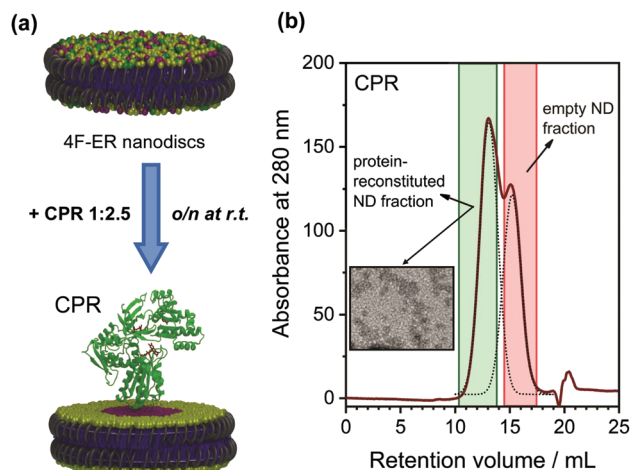 (a)
4F-ER nanodiscs
+ CPR 1:2.5 o/n at r.t.
CPR
(b)
Absorbance at 280 nm
200
150
100
50
0
CPR
protein-
reconstituted
ND fraction
empty ND
fraction
0 5 10 15 20 25
Retention volume / mL